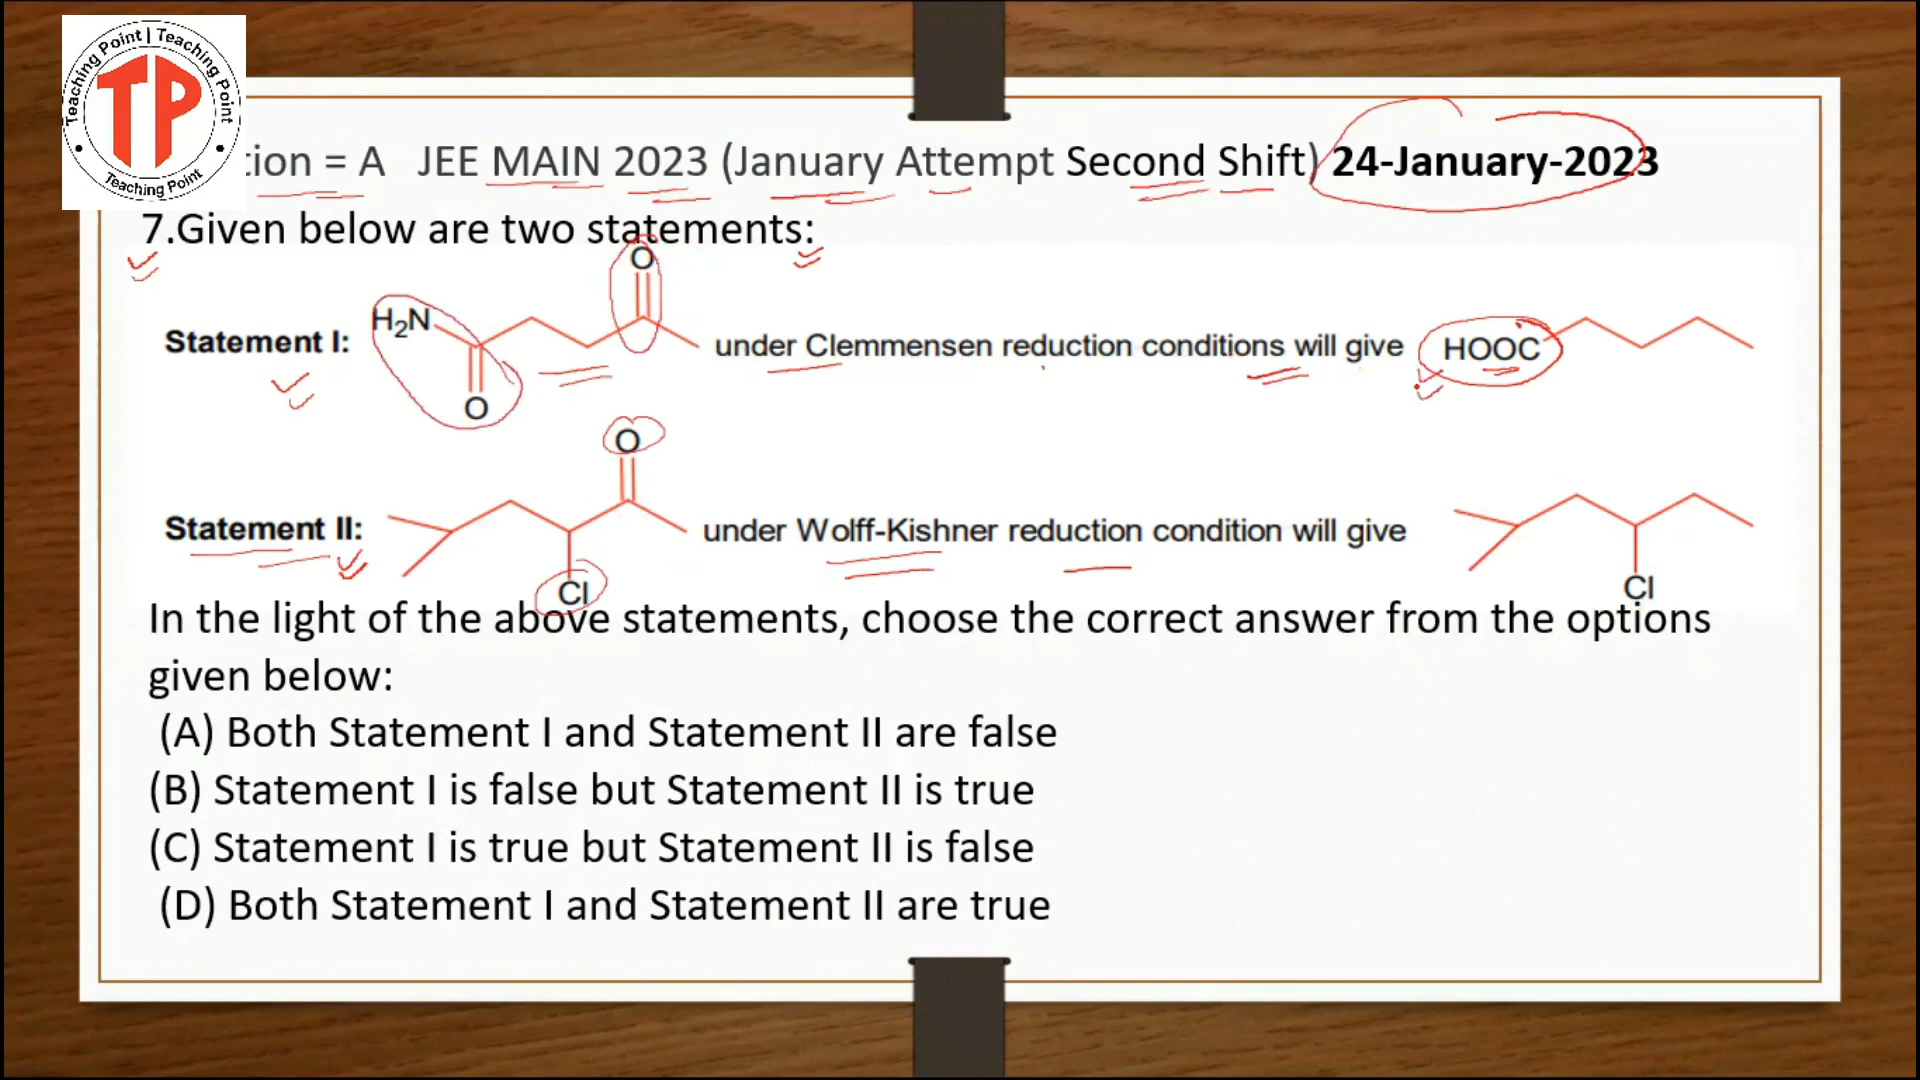 Teaching Point | Teaching Point
TP
Teaching Point
tion = A JEE MAIN 2023 (January Attempt Second Shift) 24-January-2023
7.Given below are two statements:
O
H₂N
Statement I: under Clemmensen reduction conditions will give HOOC
O
O
Statement II: under Wolff-Kishner reduction condition will give
Cl Cl
In the light of the above statements, choose the correct answer from the options
given below:
(A) Both Statement I and Statement II are false
(B) Statement I is false but Statement II is true
(C) Statement I is true but Statement II is false
(D) Both Statement I and Statement II are true